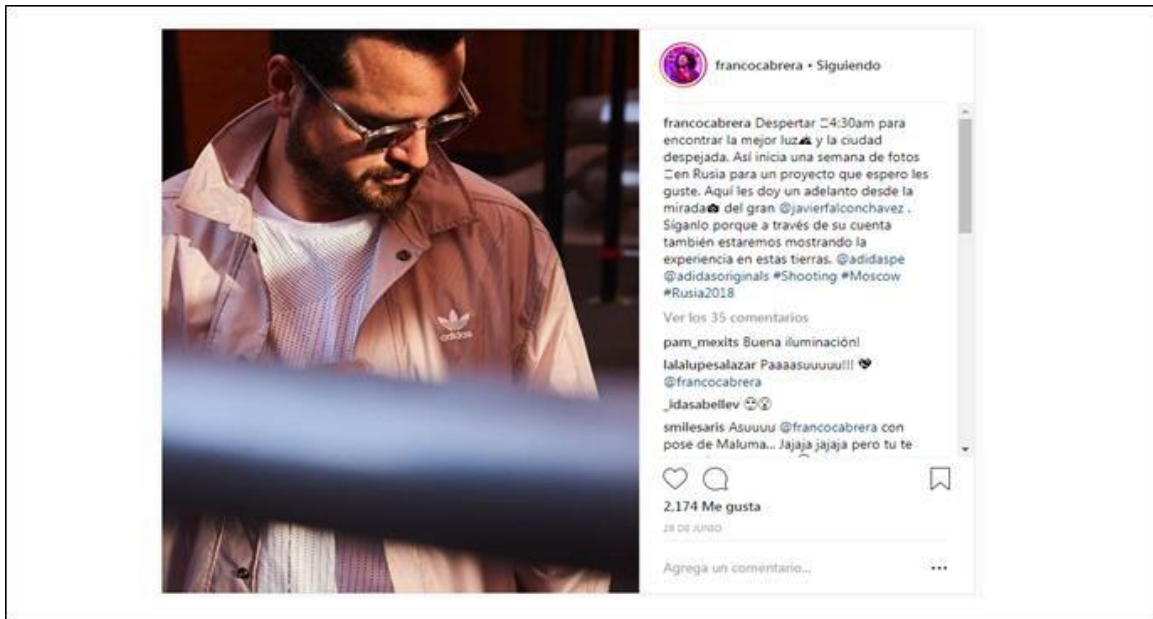 adidas
francocabrera • Siguiendo
francocabrera Despertar 4:30am para
encontrar la mejor luz y la ciudad
despejada. Así inicia una semana de fotos
en Rusia para un proyecto que espero les
guste. Aquí les doy un adelanto desde la
mirada del gran @javierfalconchavez .
Síganlo porque a través de su cuenta
también estaremos mostrando la
experiencia en estas tierras. @adidaspe
@adidasoriginals #Shooting #Moscow
#Rusia2018
Ver los 35 comentarios
pam_mexits Buena iluminación!
lalalupesalazar Paaaasuuuuu!!!
@francocabrera
_idasabellev
smilesaris Asuuuu @francocabrera con
pose de Maluma... Jajaja jajaja pero tu te
2,174 Me gusta
28 DE JUNIO
Agrega un comentario...